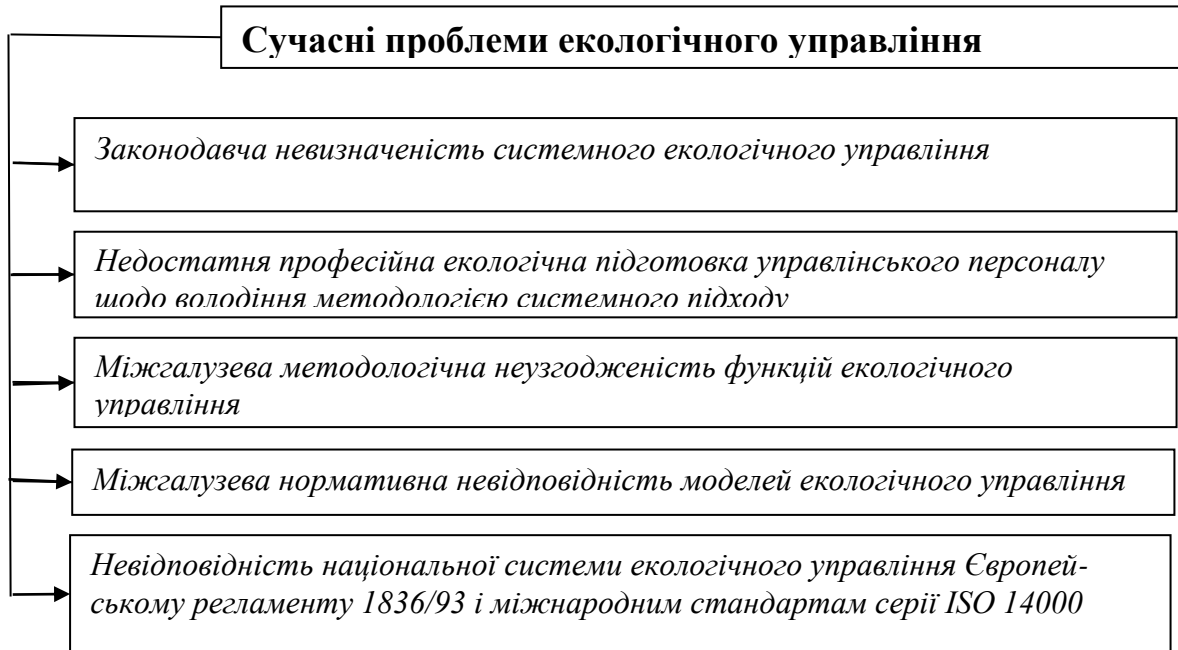 Сучасні проблеми екологічного управління
Законодавча невизначеність системного екологічного управління
Недостатня професійна екологічна підготовка управлінського персоналу
щодо володіння методологією системного підходу
Міжгалузева методологічна неузгодженість функцій екологічного
управління
Міжгалузева нормативна невідповідність моделей екологічного управління
Невідповідність національної системи екологічного управління Європей-
ському регламенту 1836/93 і міжнародним стандартам серії ISO 14000